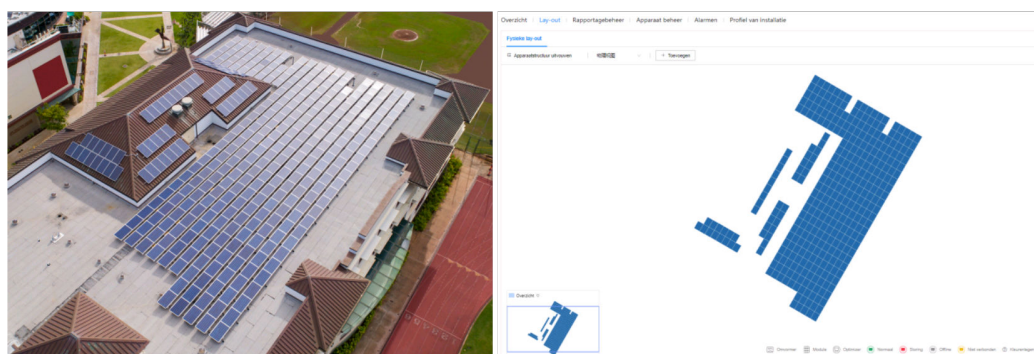 Overzicht Lay-out Rapportagebeheer Apparaat beheer Alarmen Profiel van installatie
Fysieke lay-out
Apparaatstructuur uitvouwen + Toevoegen
Overzicht
Omvormer Module Optimizer Normaal Storing Offline Niet verbonden